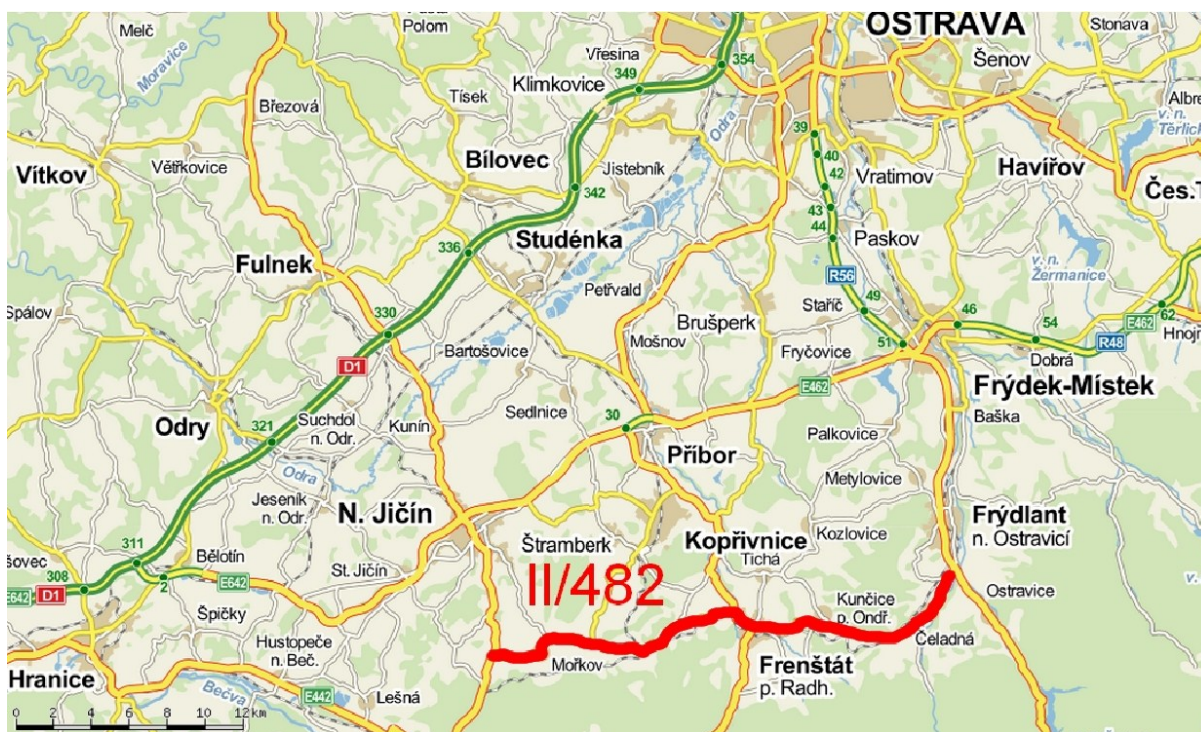 Melč
Pustá
Polom
Vřesina
354
OSTRAVA
Stonava
Šenov
Moravice
349
Klimkovice
Březová
Tísek
Odra
Albre
v. n.
Těrlic
39
Větřkovice
Bílovec
Jistebník
40
Havířov
Vítkov
42
Vratimov
342
43
Čes.T
Studénka
44
Paskov
336
Fulnek
v. n.
Žermanice
R56
Petřvald
Spálov
330
Staříč
49
46
54
62
Brušperk
E462
Hnojn
Mošnov
R48
Bartošovice
Fryčovice
51
Dobrá
D1
E462
Frýdek-Místek
Sedlnice
30
Baška
Suchdol
n. Odr.
Kunín
Odry
321
Palkovice
Příbor
Odra
Metylovice
Jeseník
n. Odr.
N. Jičín
Frýdlant
n. Ostravicí
Štramberk
Kopřivnice
Kozlovice
311
Bělotín
šovec
Tichá
308
St. Jičín
II/482
E642
D1
2
E642
Ostravice
Špičky
Kunčice
p. Ondř.
Hustopeče
n. Beč.
Čeladná
Mořkov
Frenštát
p. Radh.
Hranice
Lešná
Bečva
E442
0 2 4 6 8 10 12 km